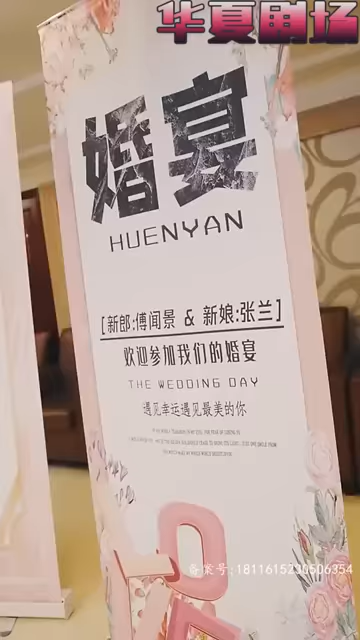 华夏剧场
婚宴
HUENYAN
[新郎:傅闻景 & 新娘:张兰]
欢迎参加我们的婚宴
THE WEDDING DAY
遇见幸运遇见最美的你
备案号:1811615230506354